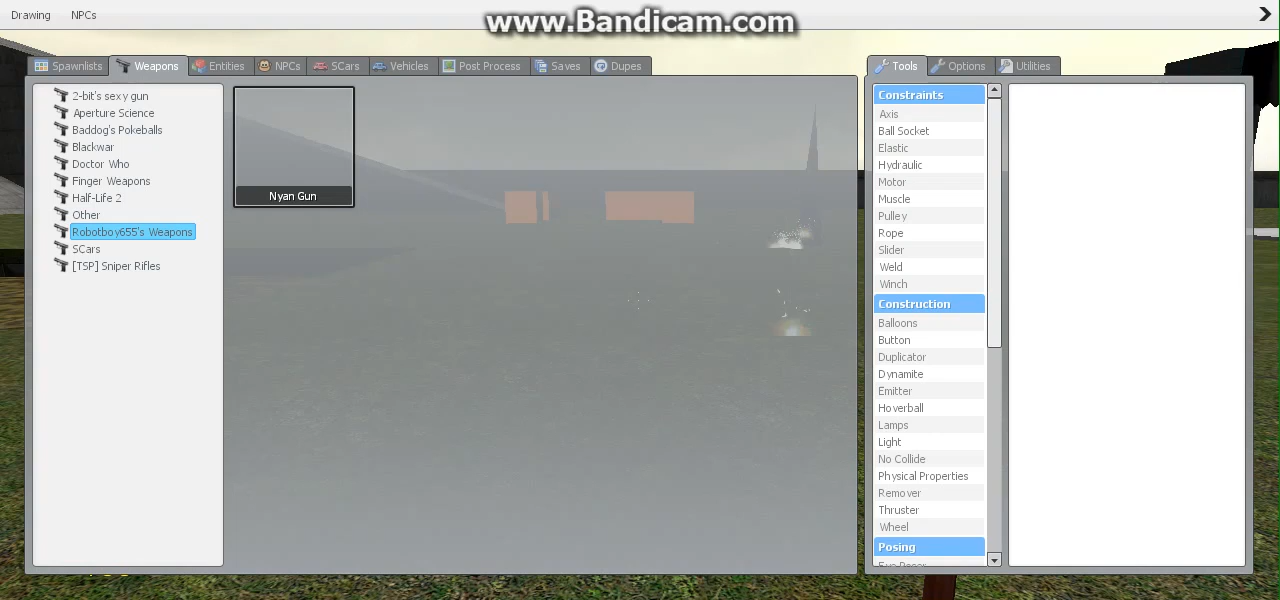 Drawing NPCs
www.Bandicam.com
Spawnlists Weapons Entities NPCs SCars Vehicles Post Process Saves Dupes
2-bit's sexy gun
Aperture Science
Baddog's Pokeballs
Blackwar
Doctor Who
Finger Weapons
Half-Life 2
Other
Robotboy655's Weapons
SCars
[TSP] Sniper Rifles
Nyan Gun
Tools Options Utilities
Constraints
Axis
Ball Socket
Elastic
Hydraulic
Motor
Muscle
Pulley
Rope
Slider
Weld
Winch
Construction
Balloons
Button
Duplicator
Dynamite
Emitter
Hoverball
Lamps
Light
No Collide
Physical Properties
Remover
Thruster
Wheel
Posing